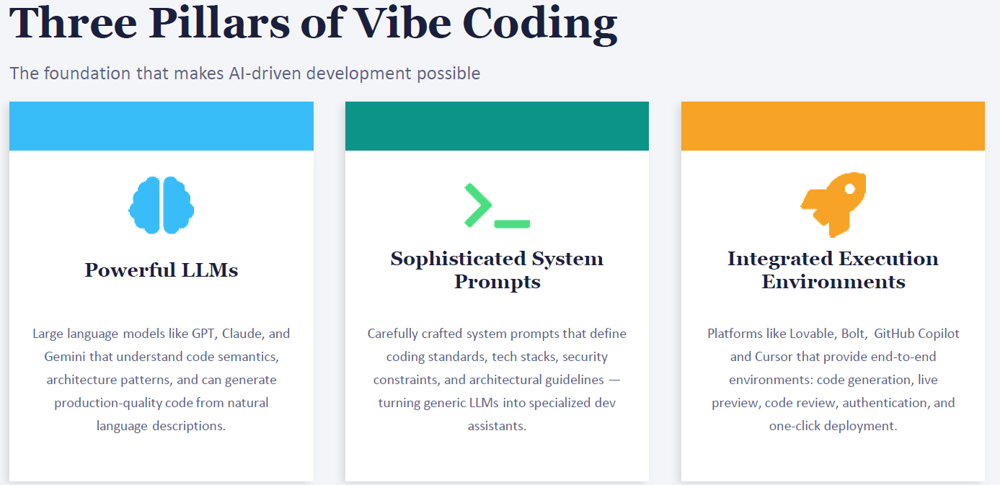 Three Pillars of Vibe Coding
The foundation that makes AI-driven development possible
Powerful LLMs
Large language models like GPT, Claude, and
Gemini that understand code semantics,
architecture patterns, and can generate
production-quality code from natural
language descriptions.
Sophisticated System
Prompts
Carefully crafted system prompts that define
coding standards, tech stacks, security
constraints, and architectural guidelines —
turning generic LLMs into specialized dev
assistants.
Integrated Execution
Environments
Platforms like Lovable, Bolt, GitHub Copilot
and Cursor that provide end-to-end
environments: code generation, live
preview, code review, authentication, and
one-click deployment.